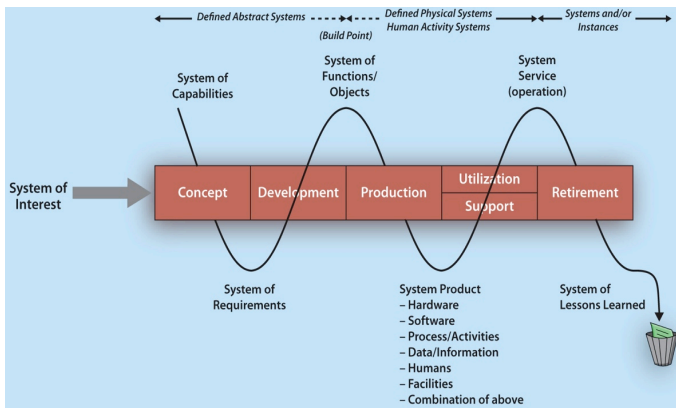 Defined Abstract Systems
Defined Physical Systems
Human Activity Systems
Systems and/or
Instances
(Build Point)
System of
Capabilities
System of
Functions/
Objects
System
Service
(operation)
System of
Interest
Concept
Development
Production
Utilization
Support
Retirement
System of
Requirements
System Product
– Hardware
– Software
– Process/Activities
– Data/Information
– Humans
– Facilities
– Combination of above
System of
Lessons Learned